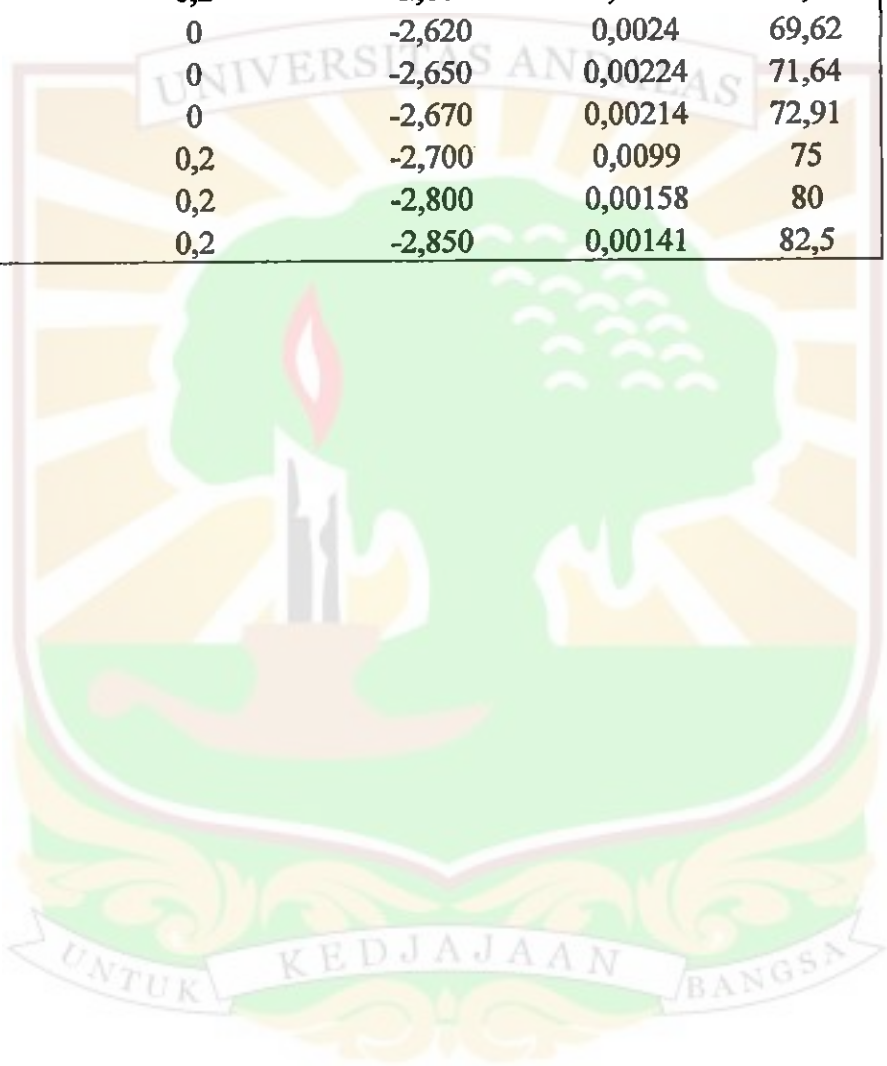 0 -2,620 0,0024 69,62
UNIVERSITAS ANDALAS
0 -2,650 0,00224 71,64
0 -2,670 0,00214 72,91
0,2 -2,700 0,0099 75
0,2 -2,800 0,00158 80
0,2 -2,850 0,00141 82,5
UNTUK KEDJAJAAN BANGSA